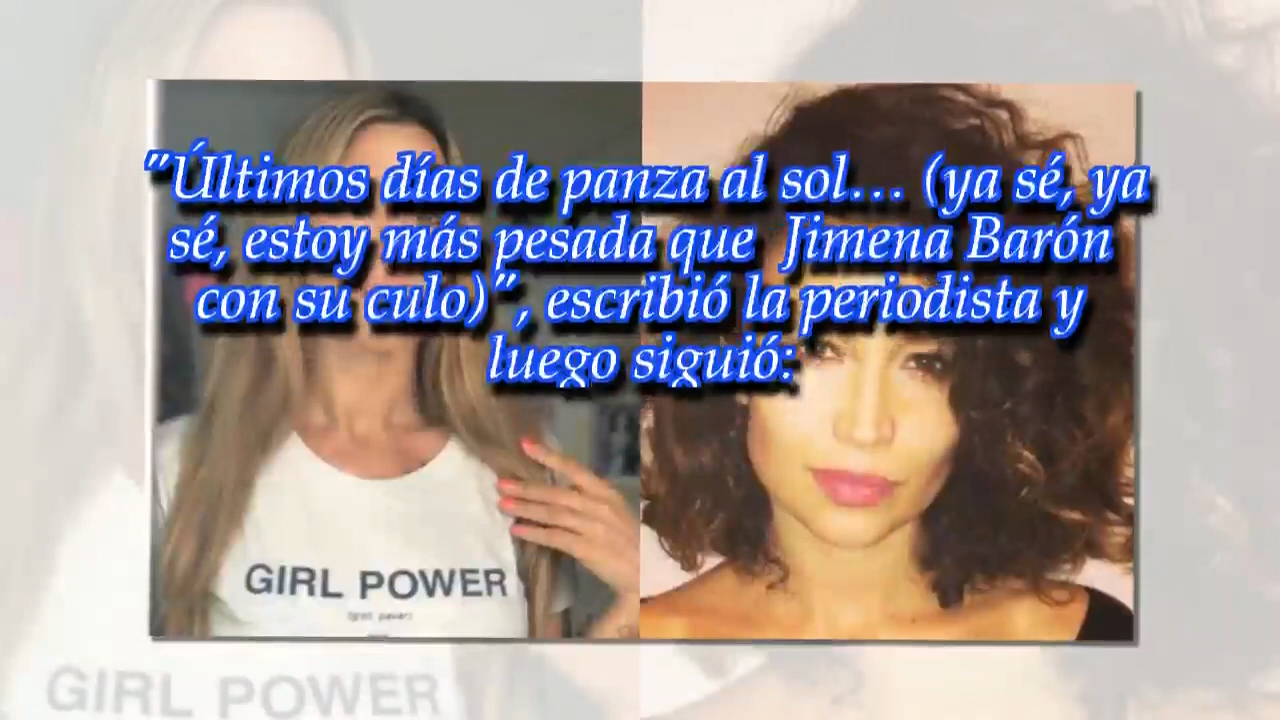 "Últimos días de panza al sol… (ya sé, ya
sé, estoy más pesada que Jimena Barón
con su culo)", escribió la periodista y
luego siguió:
GIRL POWER
GIRL POWER